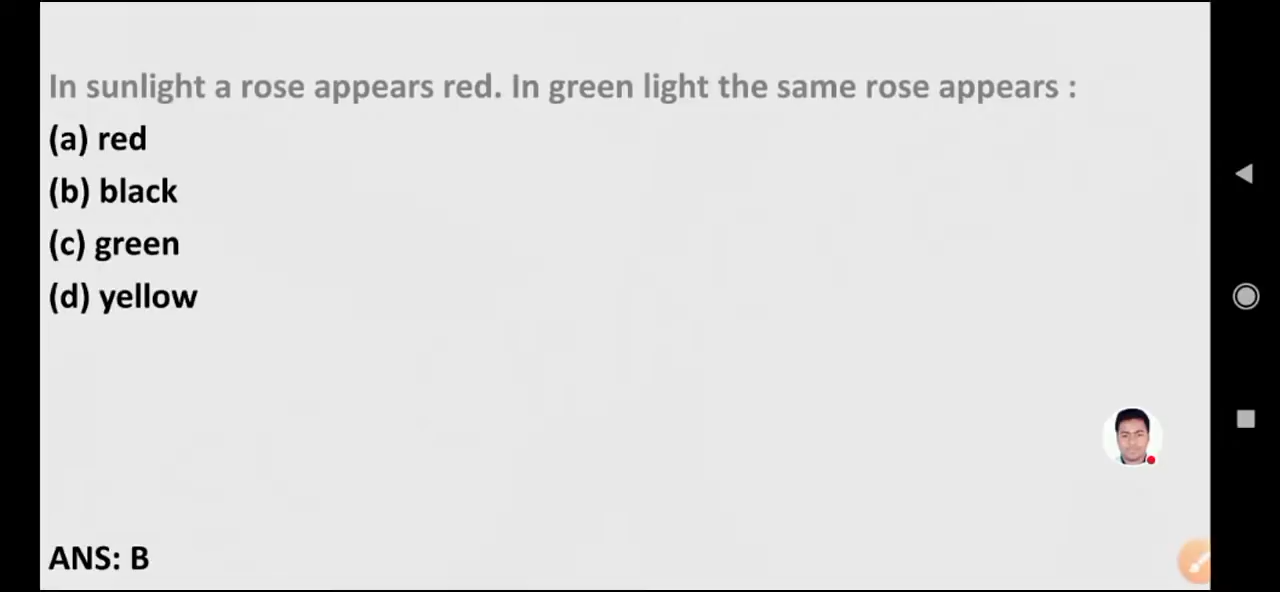 In sunlight a rose appears red. In green light the same rose appears :
(a) red
(b) black
(c) green
(d) yellow
ANS: B